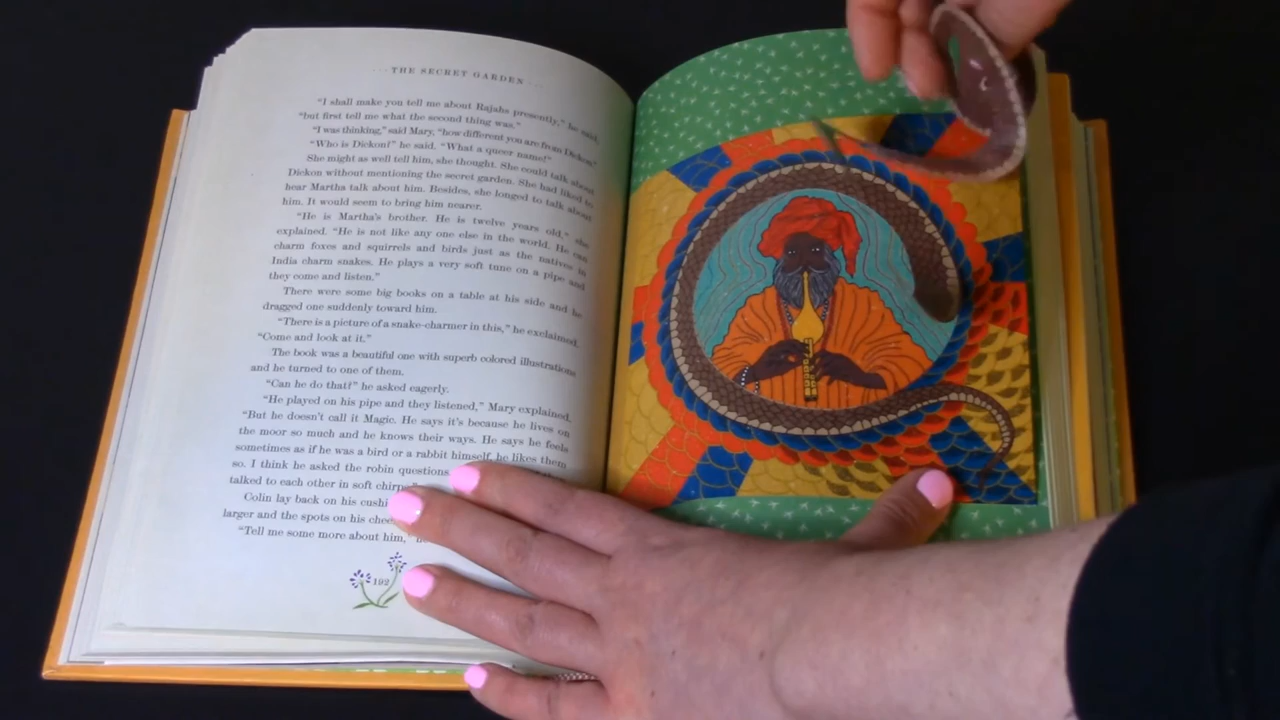 THE SECRET GARDEN
"I shall make you tell me about Rajahs presently," he said,
"but first tell me what the second thing was."
"I was thinking," said Mary, "how different you are from Dickon."
"Who is Dickon?" he said. "What a queer name!"
She might as well tell him, she thought. She could talk about
Dickon without mentioning the secret garden. She had liked to
hear Martha talk about him. Besides, she longed to talk about
him. It would seem to bring him nearer.
"He is Martha's brother. He is twelve years old," she
explained. "He is not like any one else in the world. He can
charm foxes and squirrels and birds just as the natives in
India charm snakes. He plays a very soft tune on a pipe and
they come and listen."
There were some big books on a table at his side and he
dragged one suddenly toward him.
"There is a picture of a snake-charmer in this," he exclaimed.
"Come and look at it."
The book was a beautiful one with superb colored illustrations
and he turned to one of them.
"Can he do that?" he asked eagerly.
"He played on his pipe and they listened," Mary explained.
"But he doesn't call it Magic. He says it's because he lives on
the moor so much and he knows their ways. He says he feels
sometimes as if he was a bird or a rabbit himself, he likes them
so. I think he asked the robin questions
talked to each other in soft chirps."
Colin lay back on his
larger and the spots on his
"Tell me some more about him,"
192